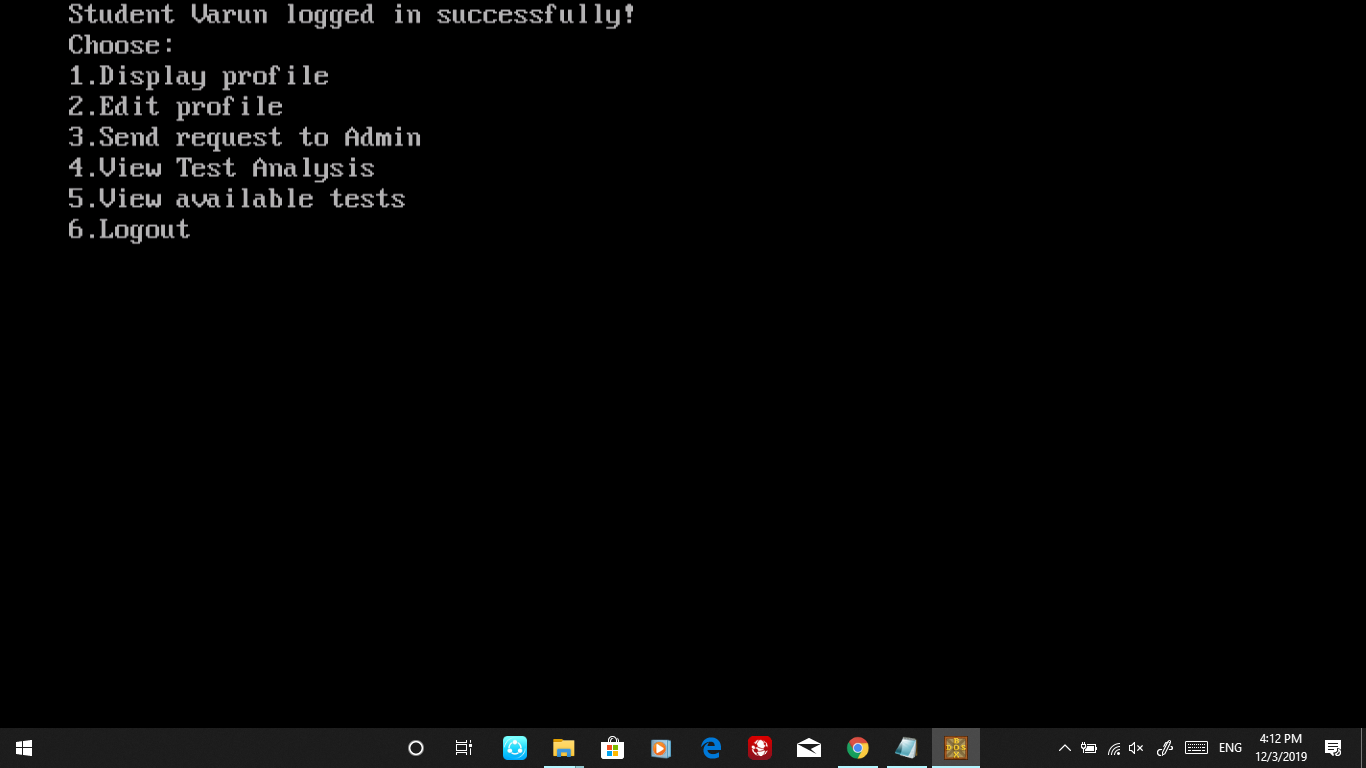 Student Varun logged in successfully!
Choose:
1.Display profile
2.Edit profile
3.Send request to Admin
4.View Test Analysis
5.View available tests
6.Logout
ENG
4:12 PM
12/3/2019